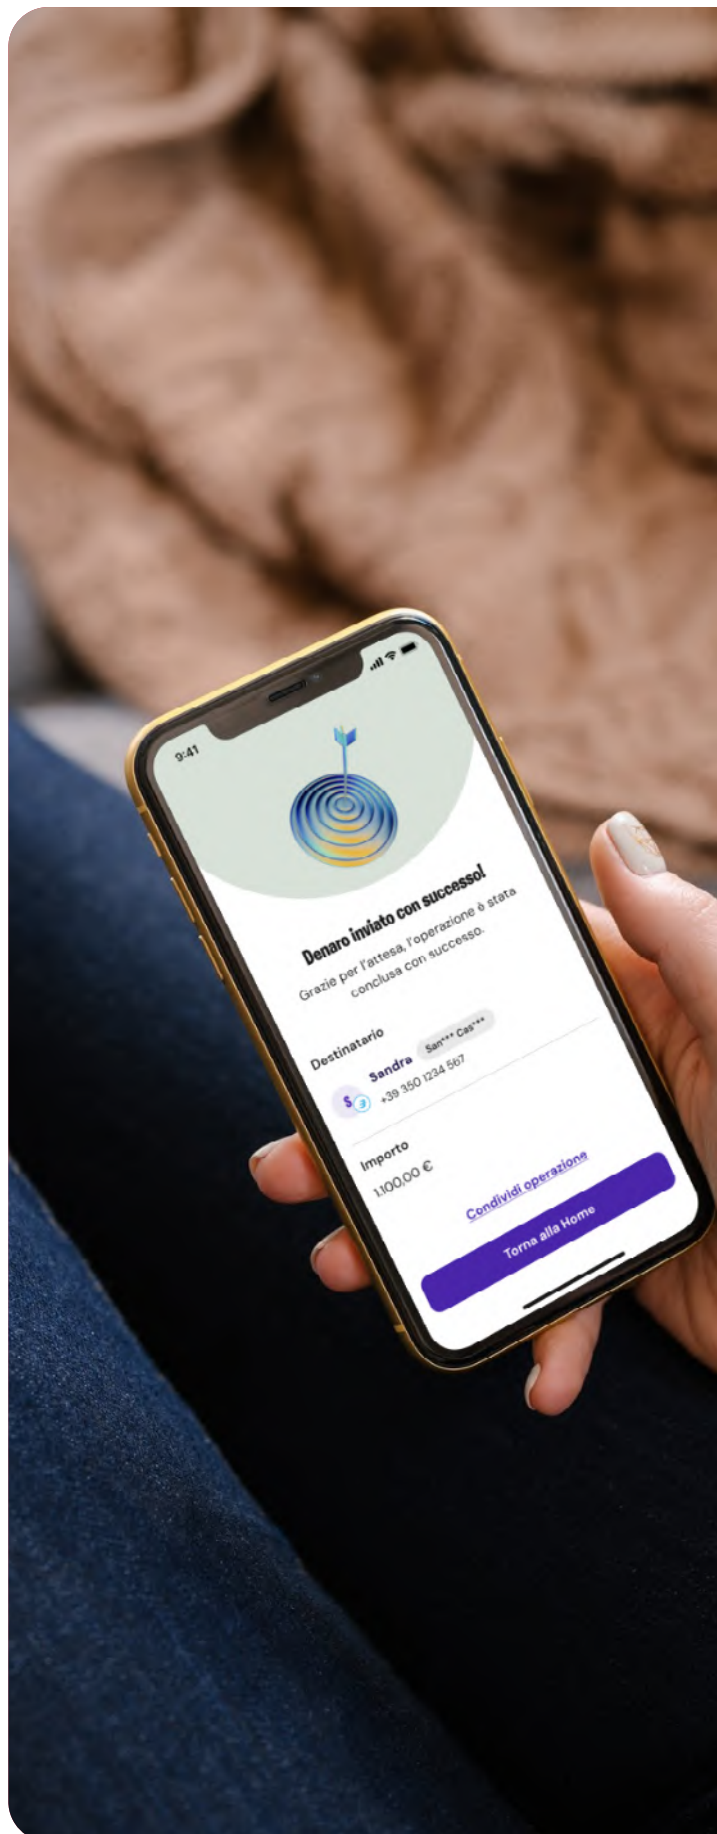 9:41
Denaro inviato con successo!
Grazie per l'attesa, l'operazione è stata
conclusa con successo.
Destinatario
S
Sandra San*** Cas***
+39 350 1234 567
Importo
1.100,00 €
Condividi operazione
Torna alla Home